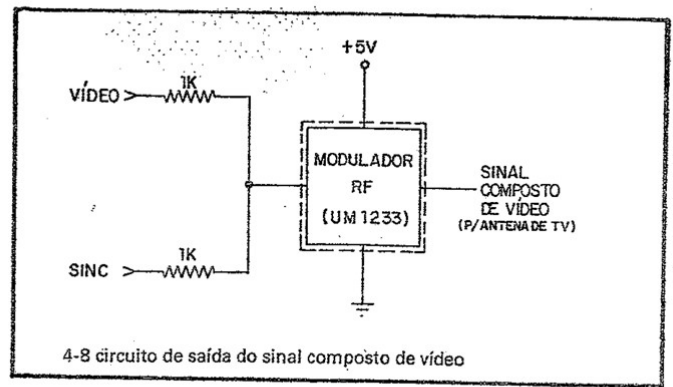 +5V
1K
VÍDEO
MODULADOR
RF
(UM1233)
SINAL
COMPOSTO
DE VÍDEO
(P/ANTENA DE TV)
1K
SINC
4-8 circuito de saída do sinal composto de vídeo